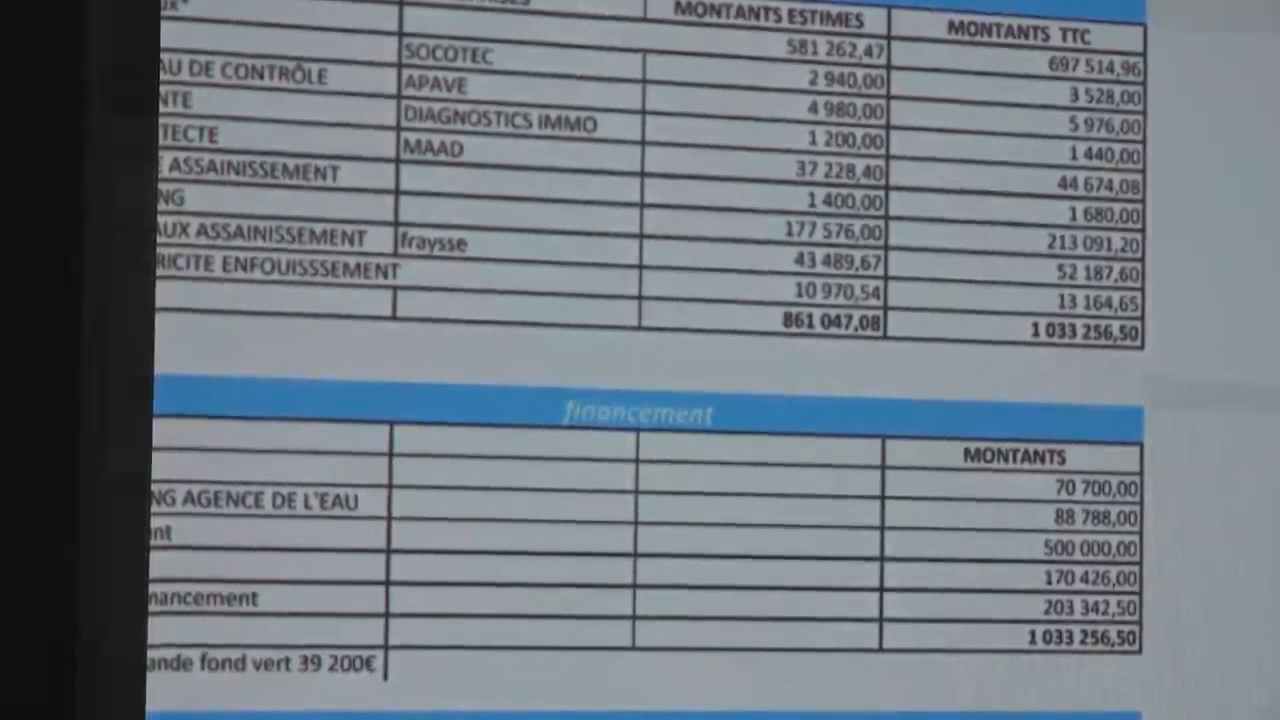 ux*
MONTANTS ESTIMES MONTANTS TTC
581 262,47 697 514,96
SOCOTEC 2 940,00 3 528,00
AU DE CONTRÔLE APAVE 4 980,00 5 976,00
NTE DIAGNOSTICS IMMO 1 200,00 1 440,00
TECTE MAAD 37 228,40 44 674,08
E ASSAINISSEMENT 1 400,00 1 680,00
NG 177 576,00 213 091,20
AUX ASSAINISSEMENT fraysse 43 489,67 52 187,60
RICITE ENFOUISSSEMENT 10 970,54 13 164,65
861 047,08 1 033 256,50
financement
MONTANTS
70 700,00
NG AGENCE DE L'EAU 88 788,00
nt 500 000,00
170 426,00
nancement 203 342,50
1 033 256,50
ande fond vert 39 200€